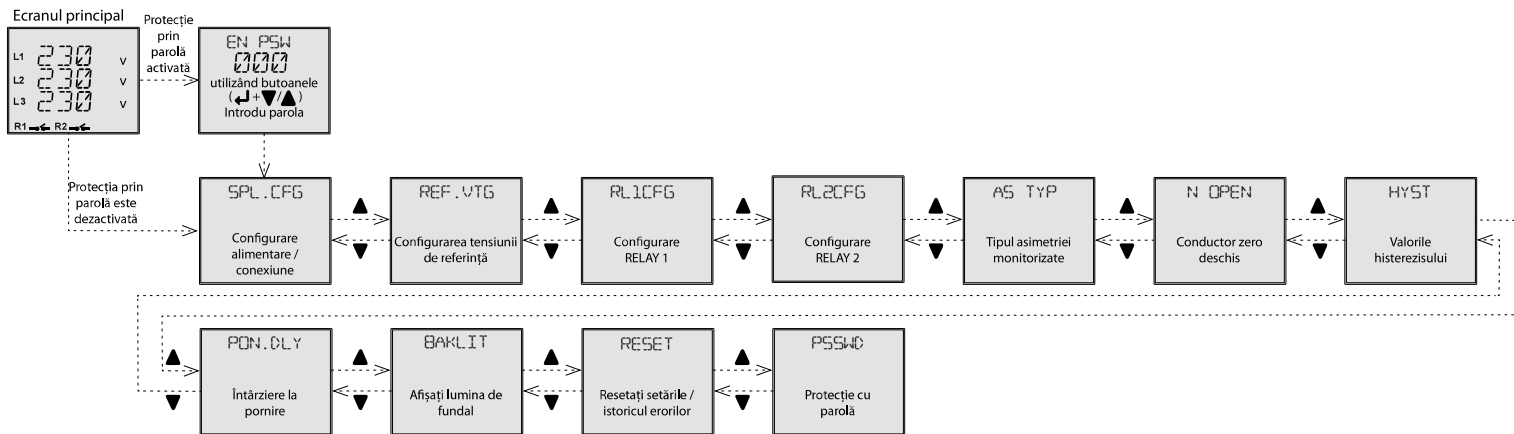 Ecranul principal
L1 230 V
L2 230 V
L3 230 V
R1 R2
Protecție
prin
parolă
activată
EN PSW
000
utilizând butoanele
(↵+▼/▲)
Introdu parola
Protecția prin
parolă este
dezactivată
SPL.CFG
Configurare
alimentare /
conexiune
▲
▼
REF.VTG
Configurarea tensiunii
de referință
▲
▼
RL1CFG
Configurare
RELAY 1
▲
▼
RL2CFG
Configurare
RELAY 2
▲
▼
AS TYP
Tipul asimetriei
monitorizate
▲
▼
N OPEN
Conductor zero
deschis
▲
▼
HYST
Valorile
histerezisului
▲
▼
PON.DLY
Întârziere la
pornire
▲
▼
BAKLIT
Afișați lumina de
fundal
▲
▼
RESET
Resetați setările /
istoricul erorilor
▲
▼
PSSWD
Protecție cu
parolă